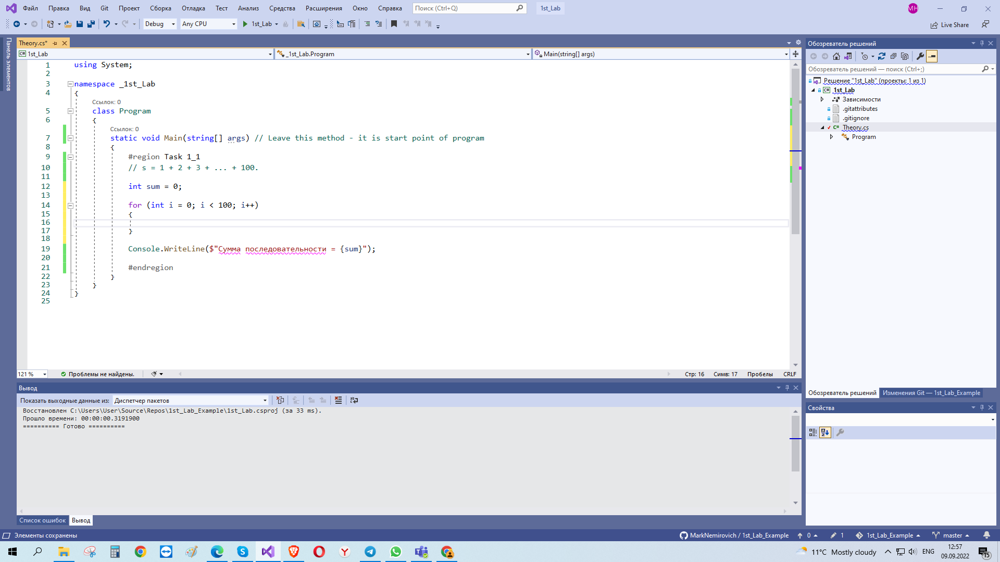 Файл Правка Вид Git Проект Сборка Отладка Тест Анализ Средства Расширения Окно Справка Поиск (Ctrl+Q) 1st_Lab MH
Debug Any CPU 1st_Lab Live Share
Панель элементов
Theory.cs*
C# 1st_Lab _1st_Lab.Program Main(string[] args)
1 using System;
2
3 namespace _1st_Lab
4 {
Ссылок: 0
5 class Program
6 {
Ссылок: 0
7 static void Main(string[] args) // Leave this method - it is start point of program
8 {
9 #region Task 1_1
10 // s = 1 + 2 + 3 + ... + 100.
11
12 int sum = 0;
13
14 for (int i = 0; i < 100; i++)
15 {
16
17 }
18
19 Console.WriteLine($"Сумма последовательности = {sum}");
20
21 #endregion
22 }
23 }
24 }
25
121 % Проблемы не найдены. Стр: 16 Симв: 17 Пробелы CRLF
Вывод
Показать выходные данные из: Диспетчер пакетов
Восстановлен C:\Users\User\Source\Repos\1st_Lab_Example\1st_Lab.csproj (за 33 ms).
Прошло времени: 00:00:00.3191900
========== Готово ==========
Список ошибок Вывод
Обозреватель решений
Обозреватель решений — поиск (Ctrl+;)
Решение "1st_Lab" (проекты: 1 из 1)
C# 1st_Lab
Зависимости
.gitattributes
.gitignore
C# Theory.cs
Program
Обозреватель решений Изменения Git — 1st_Lab_Example
Свойства
Элементы сохранены MarkNemirovich / 1st_Lab_Example 0 1 1st_Lab_Example master
11°C Mostly cloudy ENG 12:57
09.09.2022 15